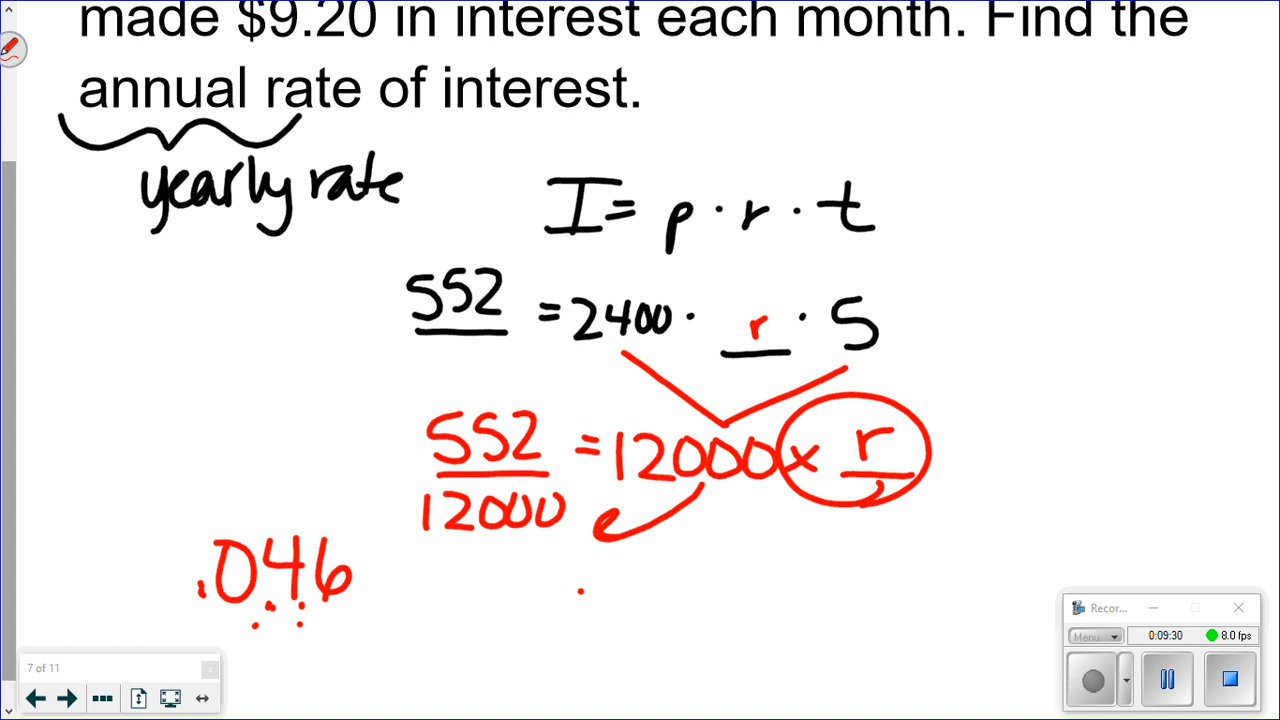 made $9.20 in interest each month. Find the
annual rate of interest.
yearly rate
I = p · r · t
552 = 2400 · r · 5
552 = 12000 × r
12000
.046
7 of 11
Recor...
Menu
0:09:30
8.0 fps